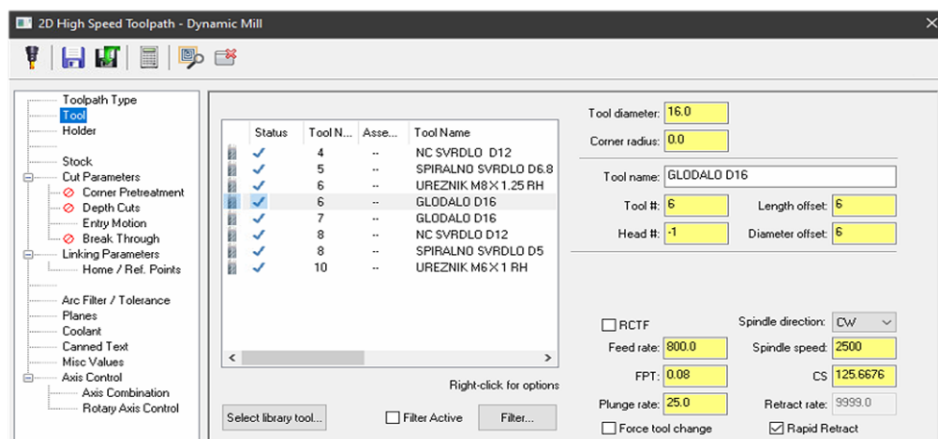 2D High Speed Toolpath - Dynamic Mill
Toolpath Type
Tool
Holder
Stock
Cut Parameters
Corner Pretreatment
Depth Cuts
Entry Motion
Break Through
Linking Parameters
Home / Ref. Points
Arc Filter / Tolerance
Planes
Coolant
Canned Text
Misc Values
Axis Control
Axis Combination
Rotary Axis Control
Status Tool N... Asse... Tool Name
4 -- NC SVRDLO D12
5 -- SPIRALNO SVRDLO D6.8
6 -- UREZNIK M8 X 1.25 RH
6 -- GLODALO D16
7 -- GLODALO D16
8 -- NC SVRDLO D12
8 -- SPIRALNO SVRDLO D5
10 -- UREZNIK M6 X 1 RH
Right-click for options
Select library tool...
Filter Active
Filter...
Tool diameter: 16.0
Corner radius: 0.0
Tool name: GLODALO D16
Tool #: 6 Length offset: 6
Head #: -1 Diameter offset: 6
RCTF Spindle direction: CW
Feed rate: 800.0 Spindle speed: 2500
FPT: 0.08 CS 125.6676
Plunge rate: 25.0 Retract rate: 9999.0
Force tool change Rapid Retract